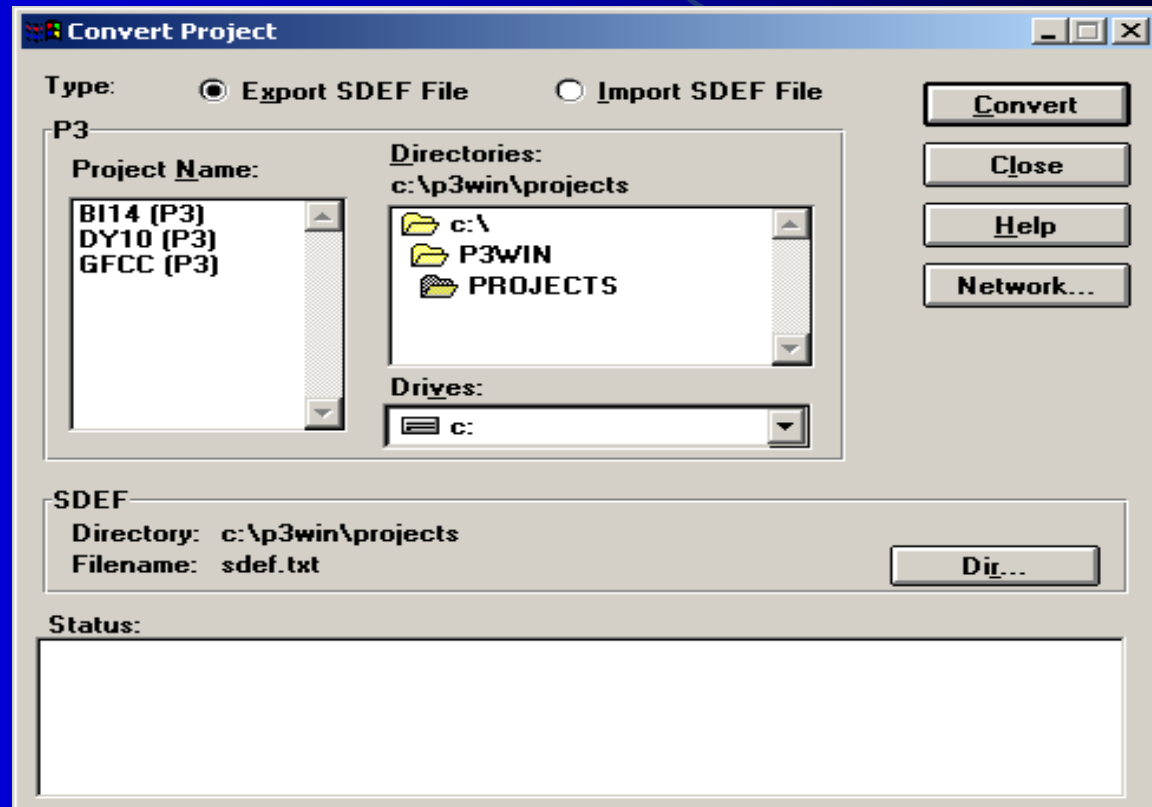 Convert Project
Type: Export SDEF File Import SDEF File
P3
Project Name:
BI14 (P3)
DY10 (P3)
GFCC (P3)
Directories:
c:\p3win\projects
c:\
P3WIN
PROJECTS
Drives:
c:
Convert
Close
Help
Network...
SDEF
Directory: c:\p3win\projects
Filename: sdef.txt
Dir...
Status: